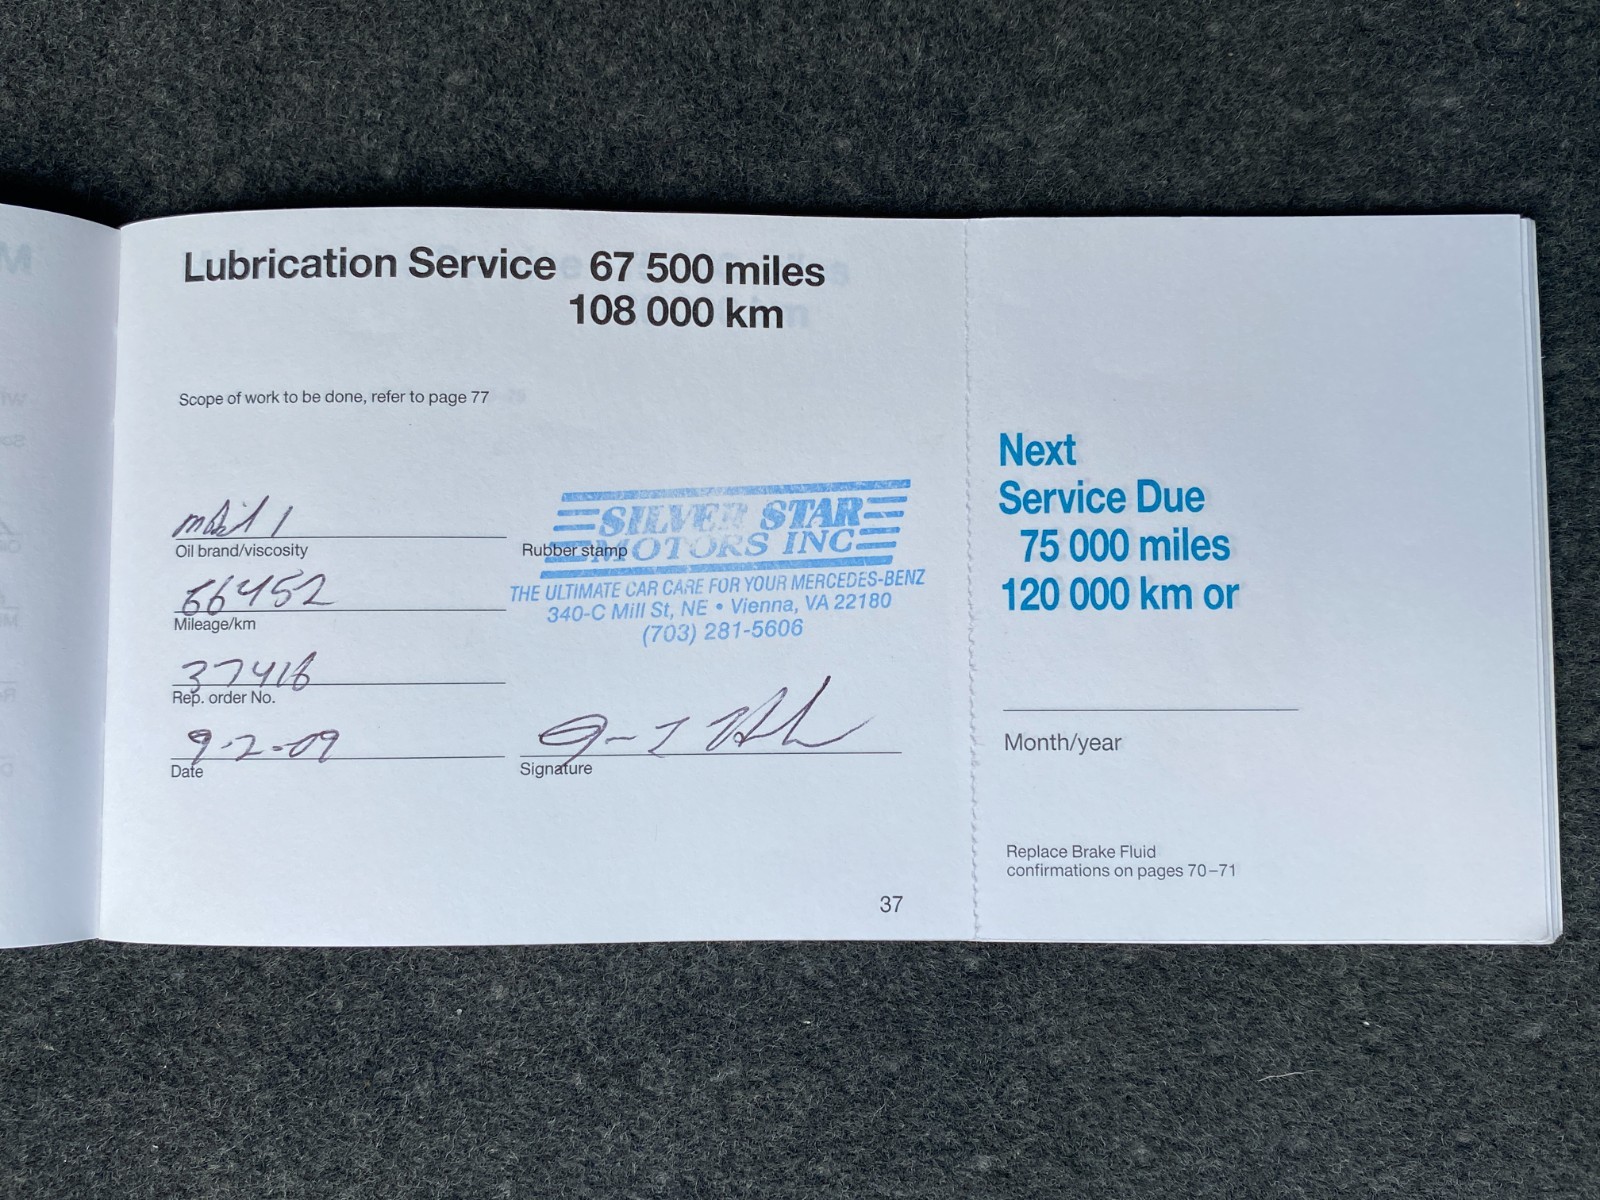 Lubrication Service 67 500 miles
108 000 km
Scope of work to be done, refer to page 77
mobil 1
Oil brand/viscosity
66452
Mileage/km
37416
Rep. order No.
9-2-09
Date
SILVER STAR
MOTORS INC
Rubber stamp
THE ULTIMATE CAR CARE FOR YOUR MERCEDES-BENZ
340-C Mill St, NE • Vienna, VA 22180
(703) 281-5606
Signature
37
Next
Service Due
75 000 miles
120 000 km or
Month/year
Replace Brake Fluid
confirmations on pages 70–71